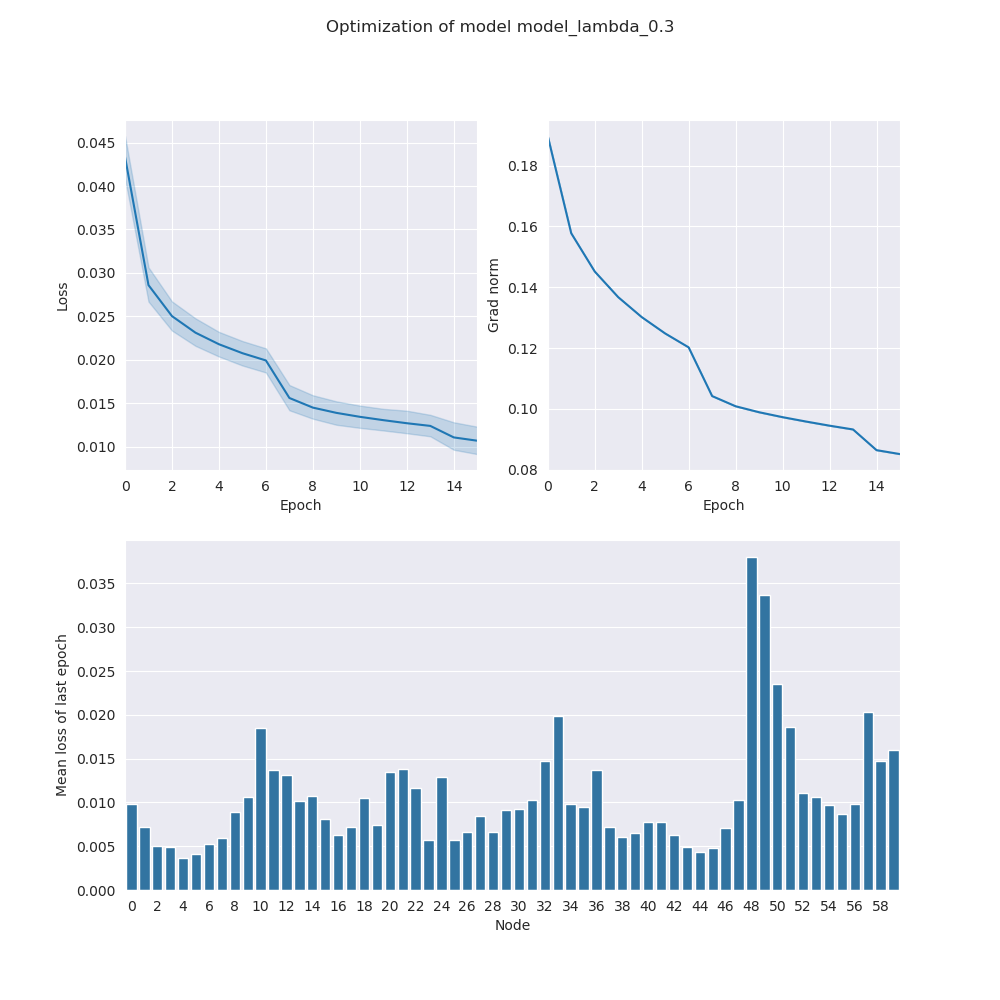 Optimization of model model_lambda_0.3
0.045
0.040
0.035
0.030
0.025
0.020
0.015
0.010
Loss
0 2 4 6 8 10 12 14
Epoch
0.18
0.16
0.14
0.12
0.10
0.08
Grad norm
0 2 4 6 8 10 12 14
Epoch
0.035
0.030
0.025
0.020
0.015
0.010
0.005
0.000
Mean loss of last epoch
0 2 4 6 8 10 12 14 16 18 20 22 24 26 28 30 32 34 36 38 40 42 44 46 48 50 52 54 56 58
Node